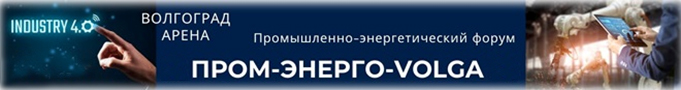 INDUSTRY 4.0
ВОЛГОГРАД
АРЕНА
Промышленно-энергетический форум
ПРОМ-ЭНЕРГО-VOLGA